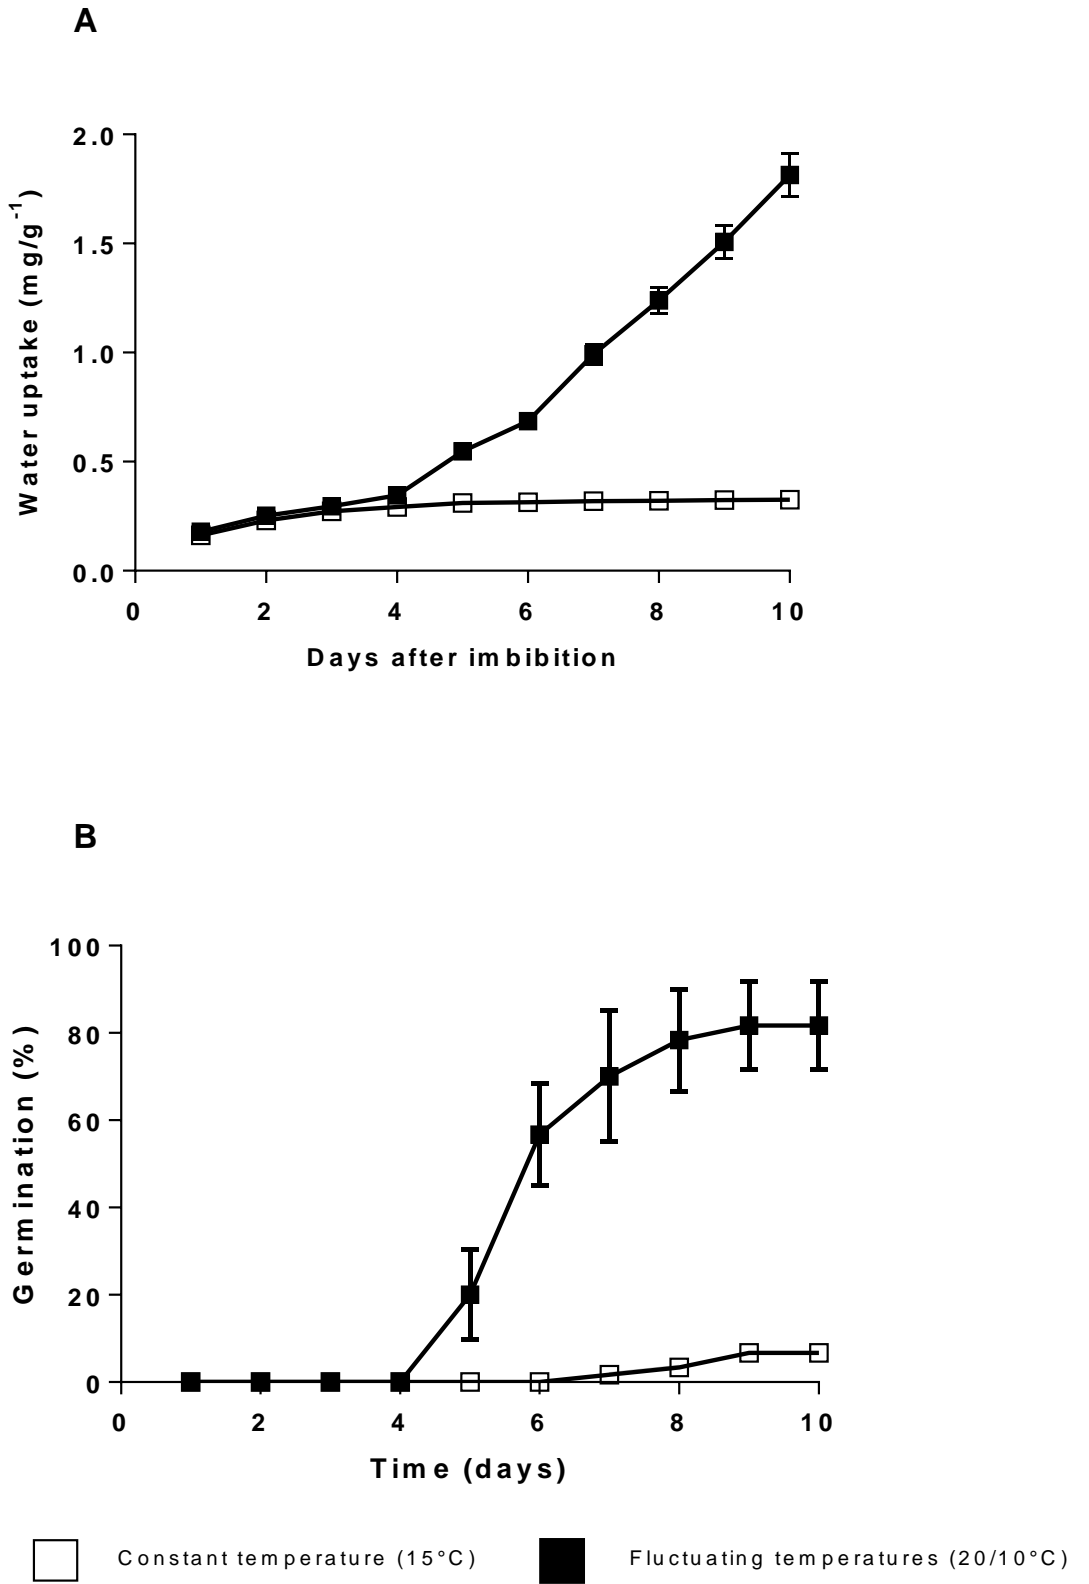 A
2.0
1.5
1.0
0.5
0.0
Water uptake (mg/g-1)
0 2 4 6 8 10
Days after imbibition
B
100
80
60
40
20
0
Germination (%)
0 2 4 6 8 10
Time (days)
Constant temperature (15°C) Fluctuating temperatures (20/10°C)